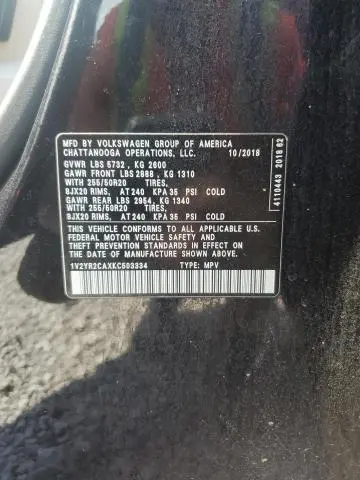 MFD. BY VOLKSWAGEN GROUP OF AMERICA
CHATTANOOGA OPERATIONS, LLC. 10/2018
GVWR LBS 5732 , KG 2600
GAWR FRONT LBS 2888 , KG 1310
WITH 255/50R20 TIRES,
8JX20 RIMS, AT 240 KPA 35 PSI COLD
GAWR REAR LBS 2954, KG 1340
WITH 255/50R20 TIRES,
8JX20 RIMS, AT 240 KPA 35 PSI COLD
THIS VEHICLE CONFORMS TO ALL APPLICABLE U.S.
FEDERAL MOTOR VEHICLE SAFETY AND
THEFT PREVENTION STANDARDS IN EFFECT
ON THE DATE OF MANUFACTURE SHOWN ABOVE.
1V2YR2CAXKC503334 TYPE: MPV
4110443 2018 62